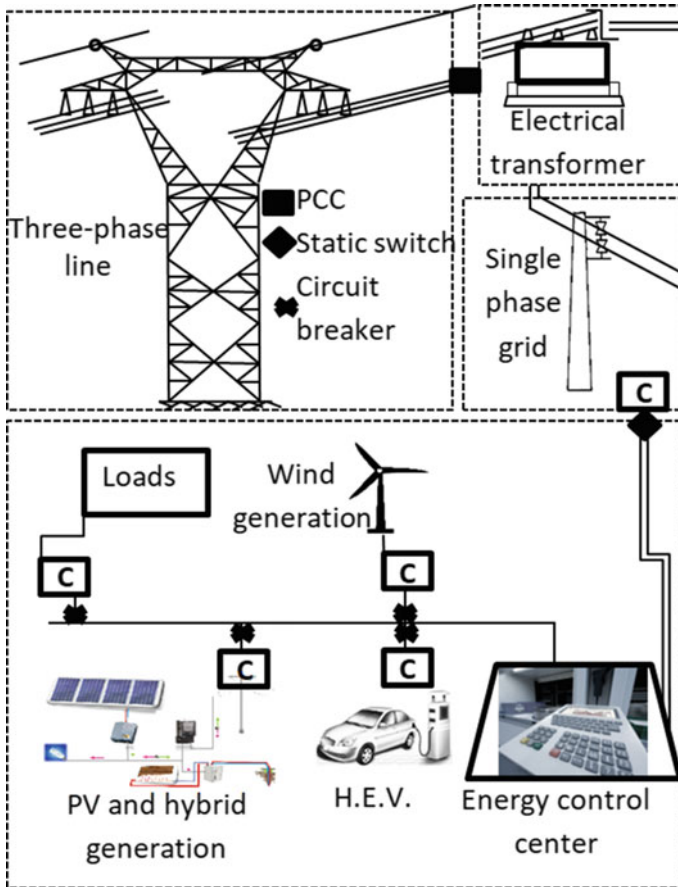 Electrical
transformer
Three-phase
line
PCC
Static switch
Circuit
breaker
Single
phase
grid
C
Loads
Wind
generation
C
C
C
C
PV and hybrid
generation
H.E.V.
Energy control
center